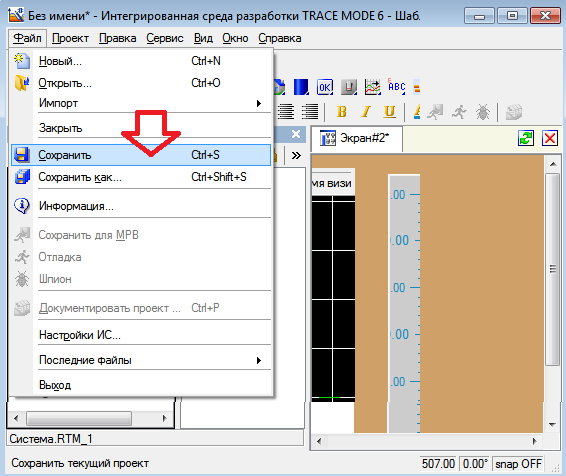 Без имени* - Интегрированная среда разработки TRACE MODE 6 - Шаб.
Файл Проект Правка Сервис Вид Окно Справка
Новый... Ctrl+N
Открыть... Ctrl+O
Импорт
Закрыть
Сохранить Ctrl+S
Сохранить как... Ctrl+Shift+S
Информация...
Сохранить для МРВ
Отладка
Шпион
Документировать проект ... Ctrl+P
Настройки ИС...
Последние файлы
Выход
OK ABC
B I U
Экран#2*
мя визи
.00
.00
.00
.00
.00
Система.RTM_1
Сохранить текущий проект 507.00 0.00° snap OFF